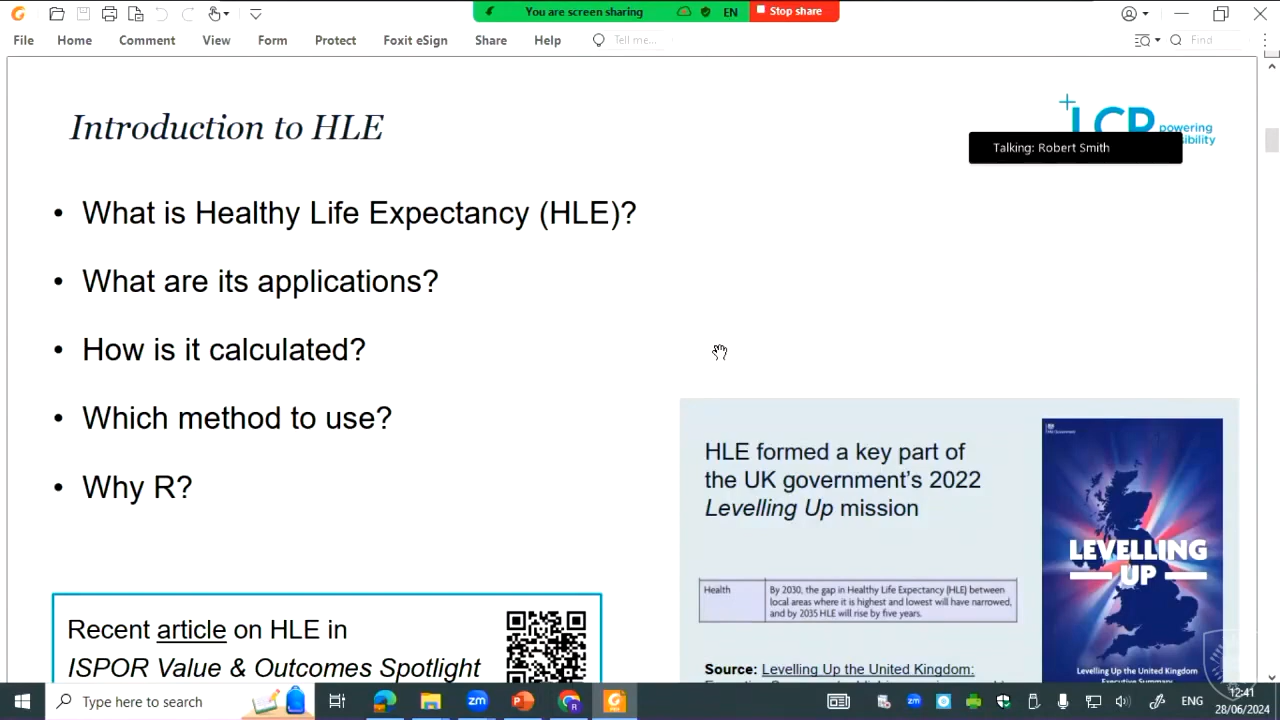 You are screen sharing
EN
Stop share
File
Home
Comment
View
Form
Protect
Foxit eSign
Share
Help
Tell me...
Find
Introduction to HLE
LCP powering
Talking: Robert Smith
• What is Healthy Life Expectancy (HLE)?
• What are its applications?
• How is it calculated?
• Which method to use?
• Why R?
HLE formed a key part of
the UK government’s 2022
Levelling Up mission
Health
By 2030, the gap in Healthy Life Expectancy (HLE) between
local areas where it is highest and lowest will have narrowed,
and by 2035 HLE will rise by five years.
Source: Levelling Up the United Kingdom:
LEVELLING
UP
Levelling Up the United Kingdom
Executive Summary
Recent article on HLE in
ISPOR Value & Outcomes Spotlight
Type here to search
zm
zm
ENG
12:41
28/06/2024